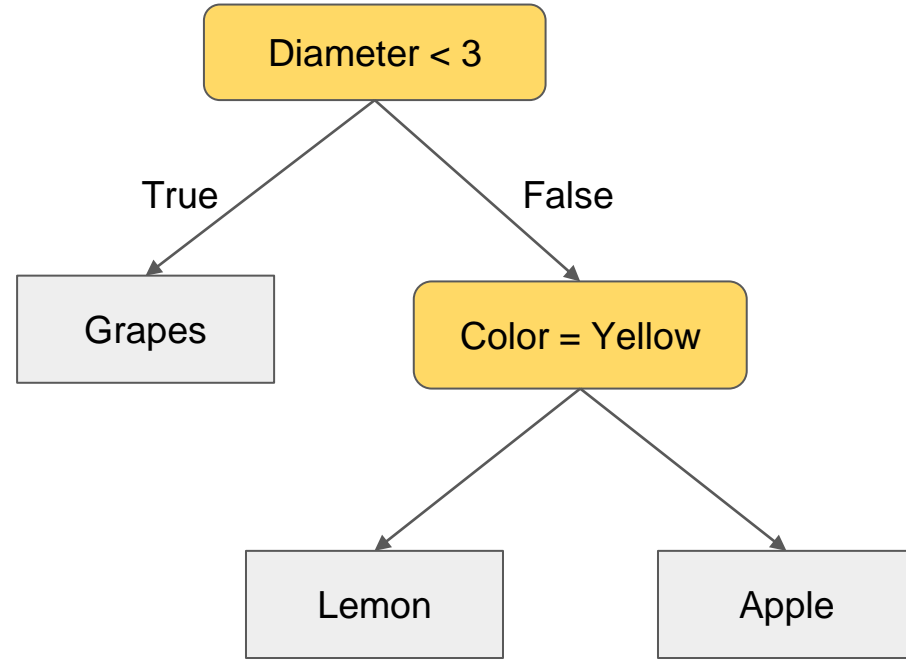 Diameter < 3
True
False
Grapes
Color = Yellow
Lemon
Apple